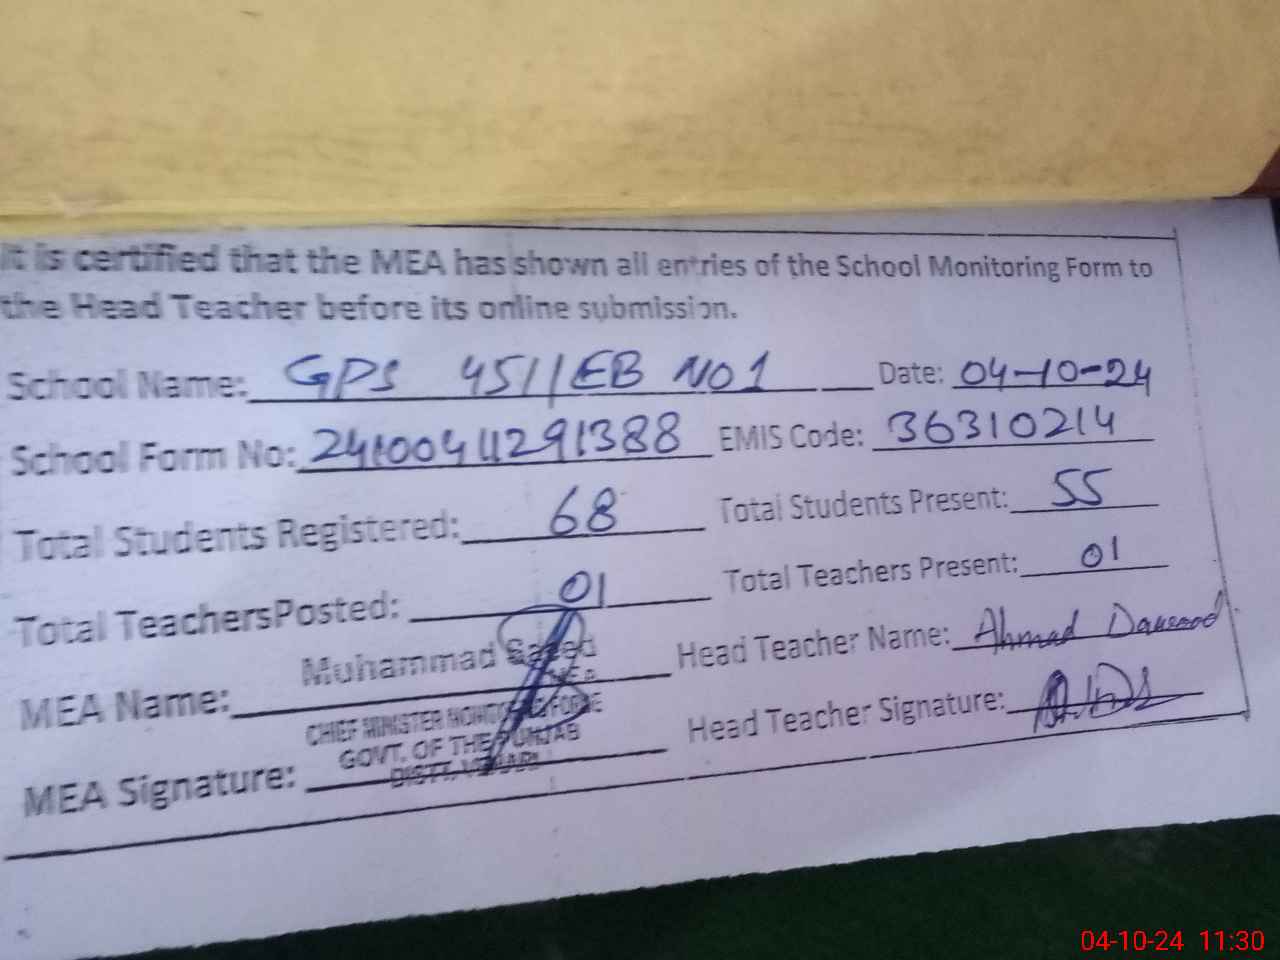 It is certified that the MEA has shown all entries of the School Monitoring Form to
the Head Teacher before its online submission.
School Name: GPS 451/EB NO1 Date: 04-10-24
School Form No: 24100411291388 EMIS Code: 36310214
Total Students Registered: 68 Total Students Present: 55
Total TeachersPosted: 01 Total Teachers Present: 01
MEA Name: Muhammad Saeed Head Teacher Name: Ahmad Dawood
CHIEF MINISTER MONITORING FORCE
GOVT. OF THE PUNJAB
DISTT. VEHARI
MEA Signature: Head Teacher Signature:
04-10-24 11:30